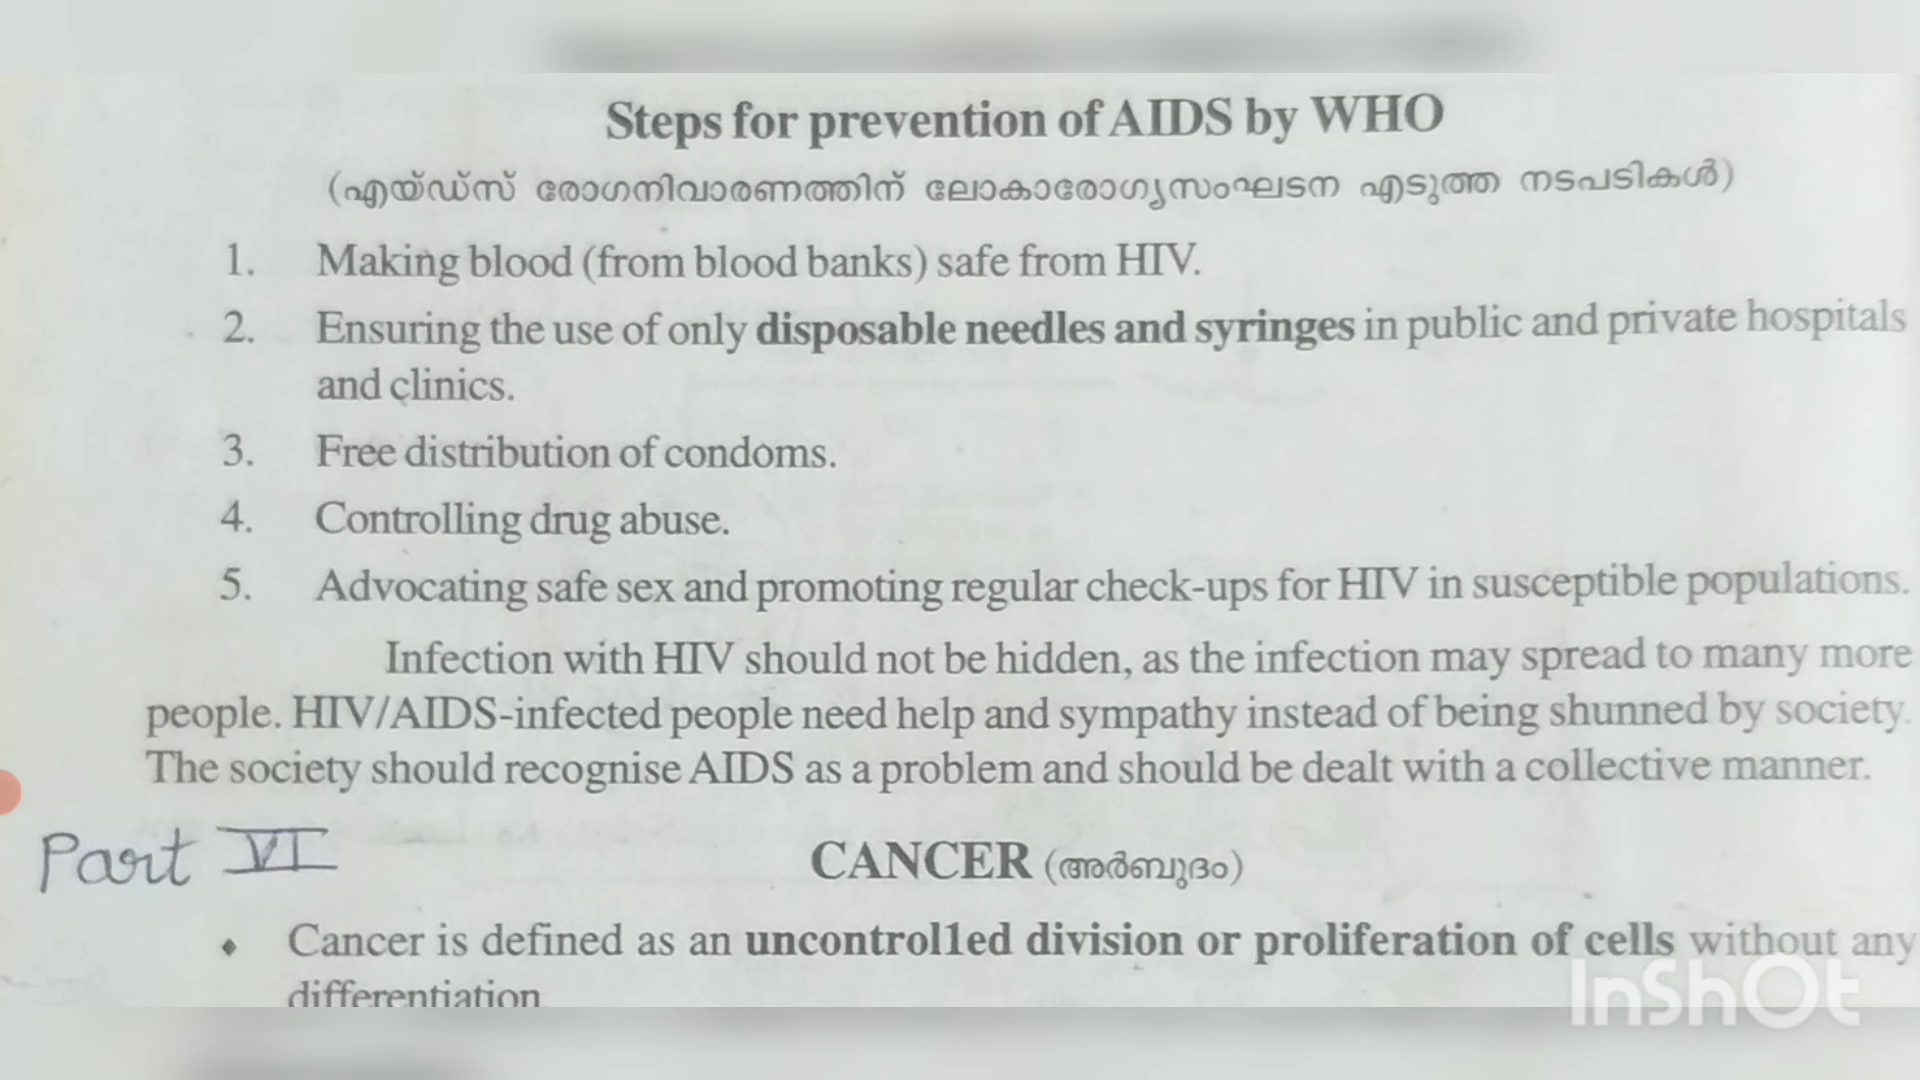 Steps for prevention of AIDS by WHO
(എയ്ഡ്സ് രോഗനിവാരണത്തിന് ലോകാരോഗ്യസംഘടന എടുത്ത നടപടികൾ)
1. Making blood (from blood banks) safe from HIV.
2. Ensuring the use of only disposable needles and syringes in public and private hospitals
and clinics.
3. Free distribution of condoms.
4. Controlling drug abuse.
5. Advocating safe sex and promoting regular check-ups for HIV in susceptible populations.
Infection with HIV should not be hidden, as the infection may spread to many more
people. HIV/AIDS-infected people need help and sympathy instead of being shunned by society.
The society should recognise AIDS as a problem and should be dealt with a collective manner.
Part VI
CANCER (അർബുദം)
♦ Cancer is defined as an uncontrolled division or proliferation of cells without any
differentiation
InShOt